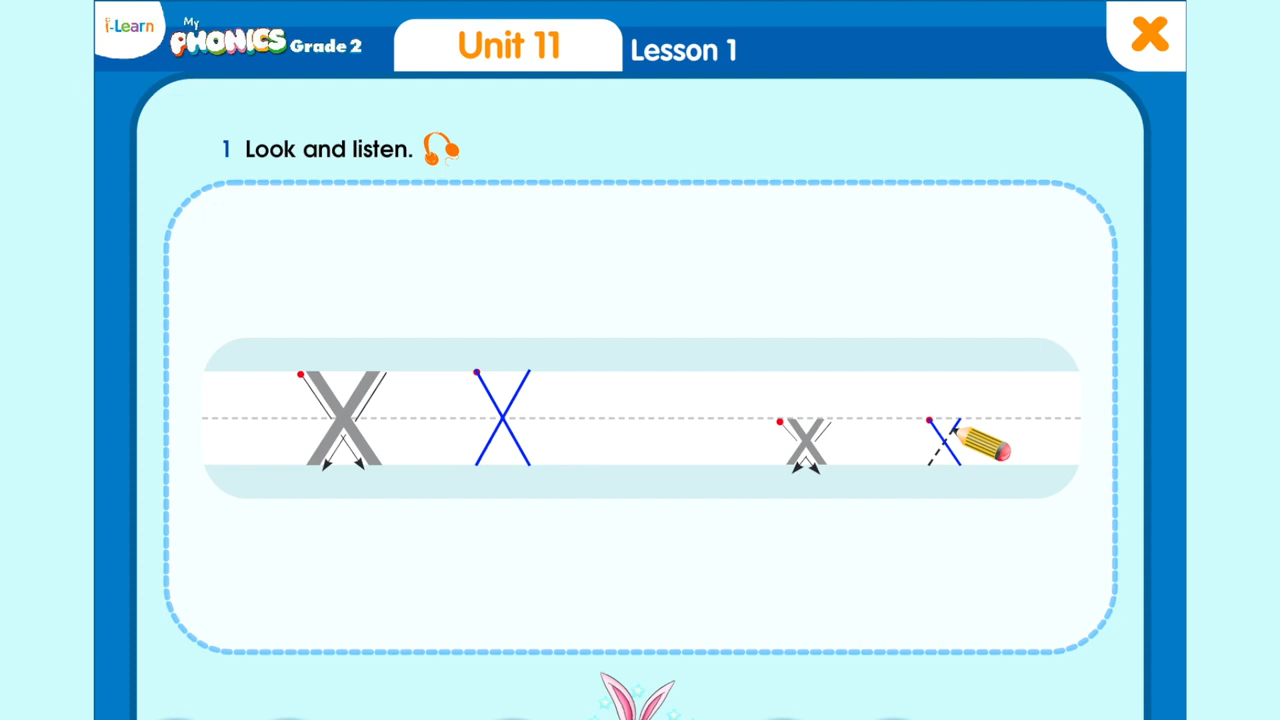 i-Learn
My
PHONICS Grade 2
Unit 11
Lesson 1
1 Look and listen.
X X x x